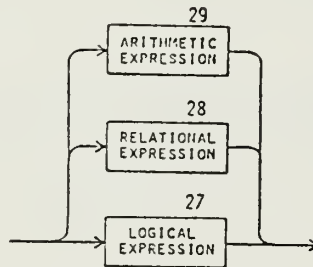 29
ARITHMETIC
EXPRESSION
28
RELATIONAL
EXPRESSION
27
LOGICAL
EXPRESSION